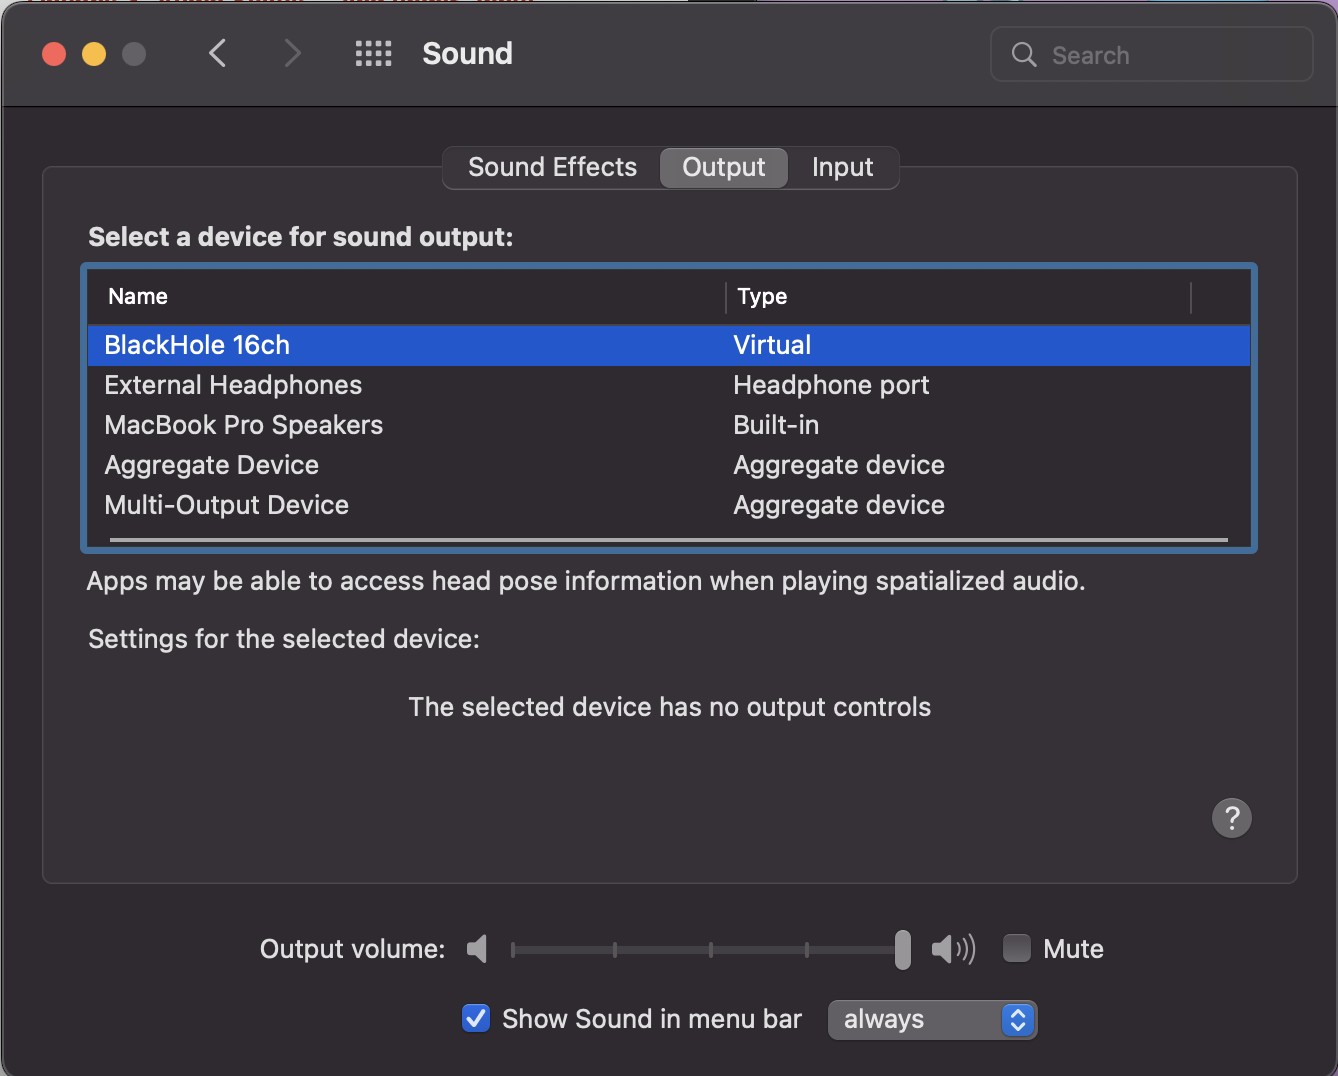 Sound
Search
Sound Effects Output Input
Select a device for sound output:
Name Type
BlackHole 16ch Virtual
External Headphones Headphone port
MacBook Pro Speakers Built-in
Aggregate Device Aggregate device
Multi-Output Device Aggregate device
Apps may be able to access head pose information when playing spatialized audio.
Settings for the selected device:
The selected device has no output controls
?
Output volume: Mute
Show Sound in menu bar always